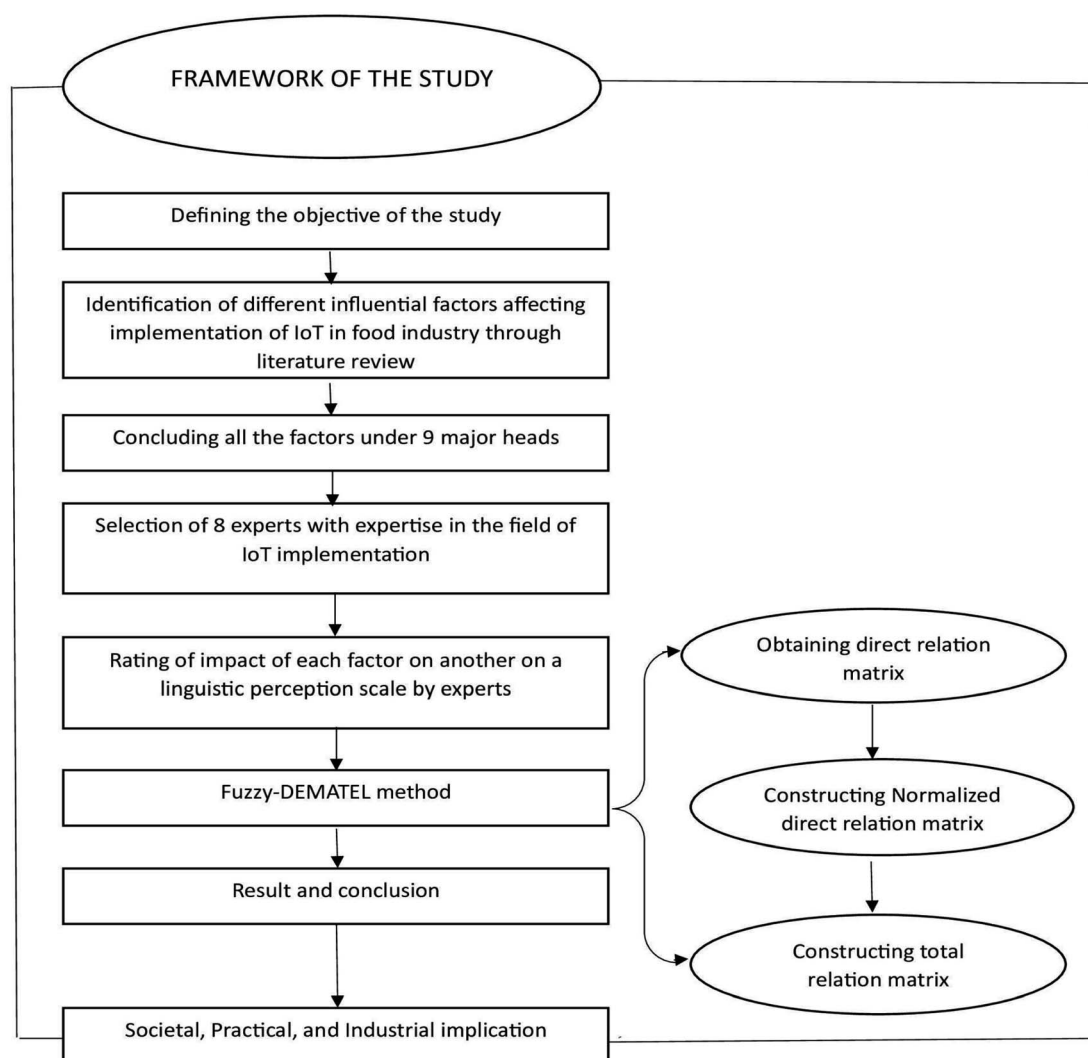 FRAMEWORK OF THE STUDY
Defining the objective of the study
Identification of different influential factors affecting
implementation of IoT in food industry through
literature review
Concluding all the factors under 9 major heads
Selection of 8 experts with expertise in the field of
IoT implementation
Rating of impact of each factor on another on a
linguistic perception scale by experts
Fuzzy-DEMATEL method
Result and conclusion
Societal, Practical, and Industrial implication
Obtaining direct relation
matrix
Constructing Normalized
direct relation matrix
Constructing total
relation matrix